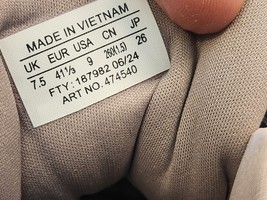 MADE IN VIETNAM
UK EUR USA CN JP
7.5 41⅓ 9 260(1.5) 26
FTY: 187982 06/24
ART NO. 474540